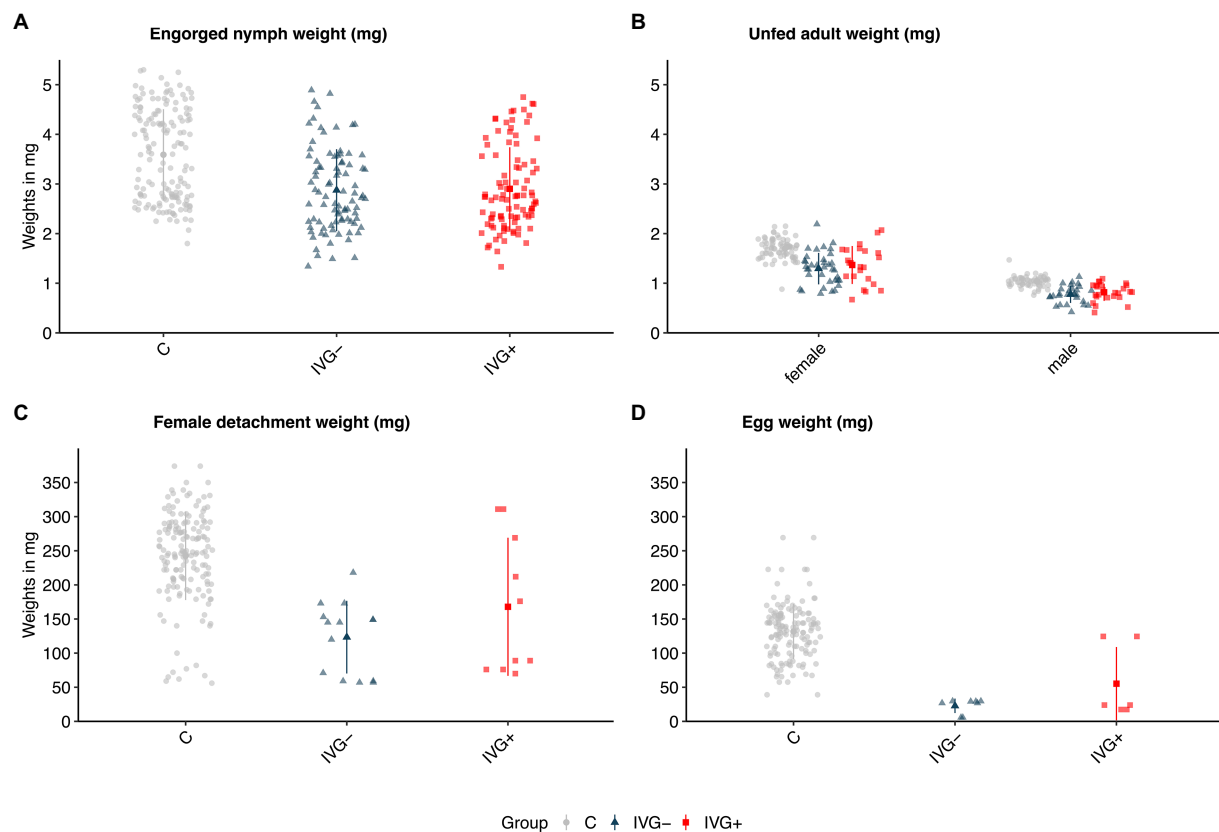 A
Engorged nymph weight (mg)
Weights in mg
5
4
3
2
1
0
C
IVG−
IVG+
B
Unfed adult weight (mg)
5
4
3
2
1
0
female
male
C
Female detachment weight (mg)
Weights in mg
350
300
250
200
150
100
50
0
C
IVG−
IVG+
D
Egg weight (mg)
350
300
250
200
150
100
50
0
C
IVG−
IVG+
Group C IVG− IVG+